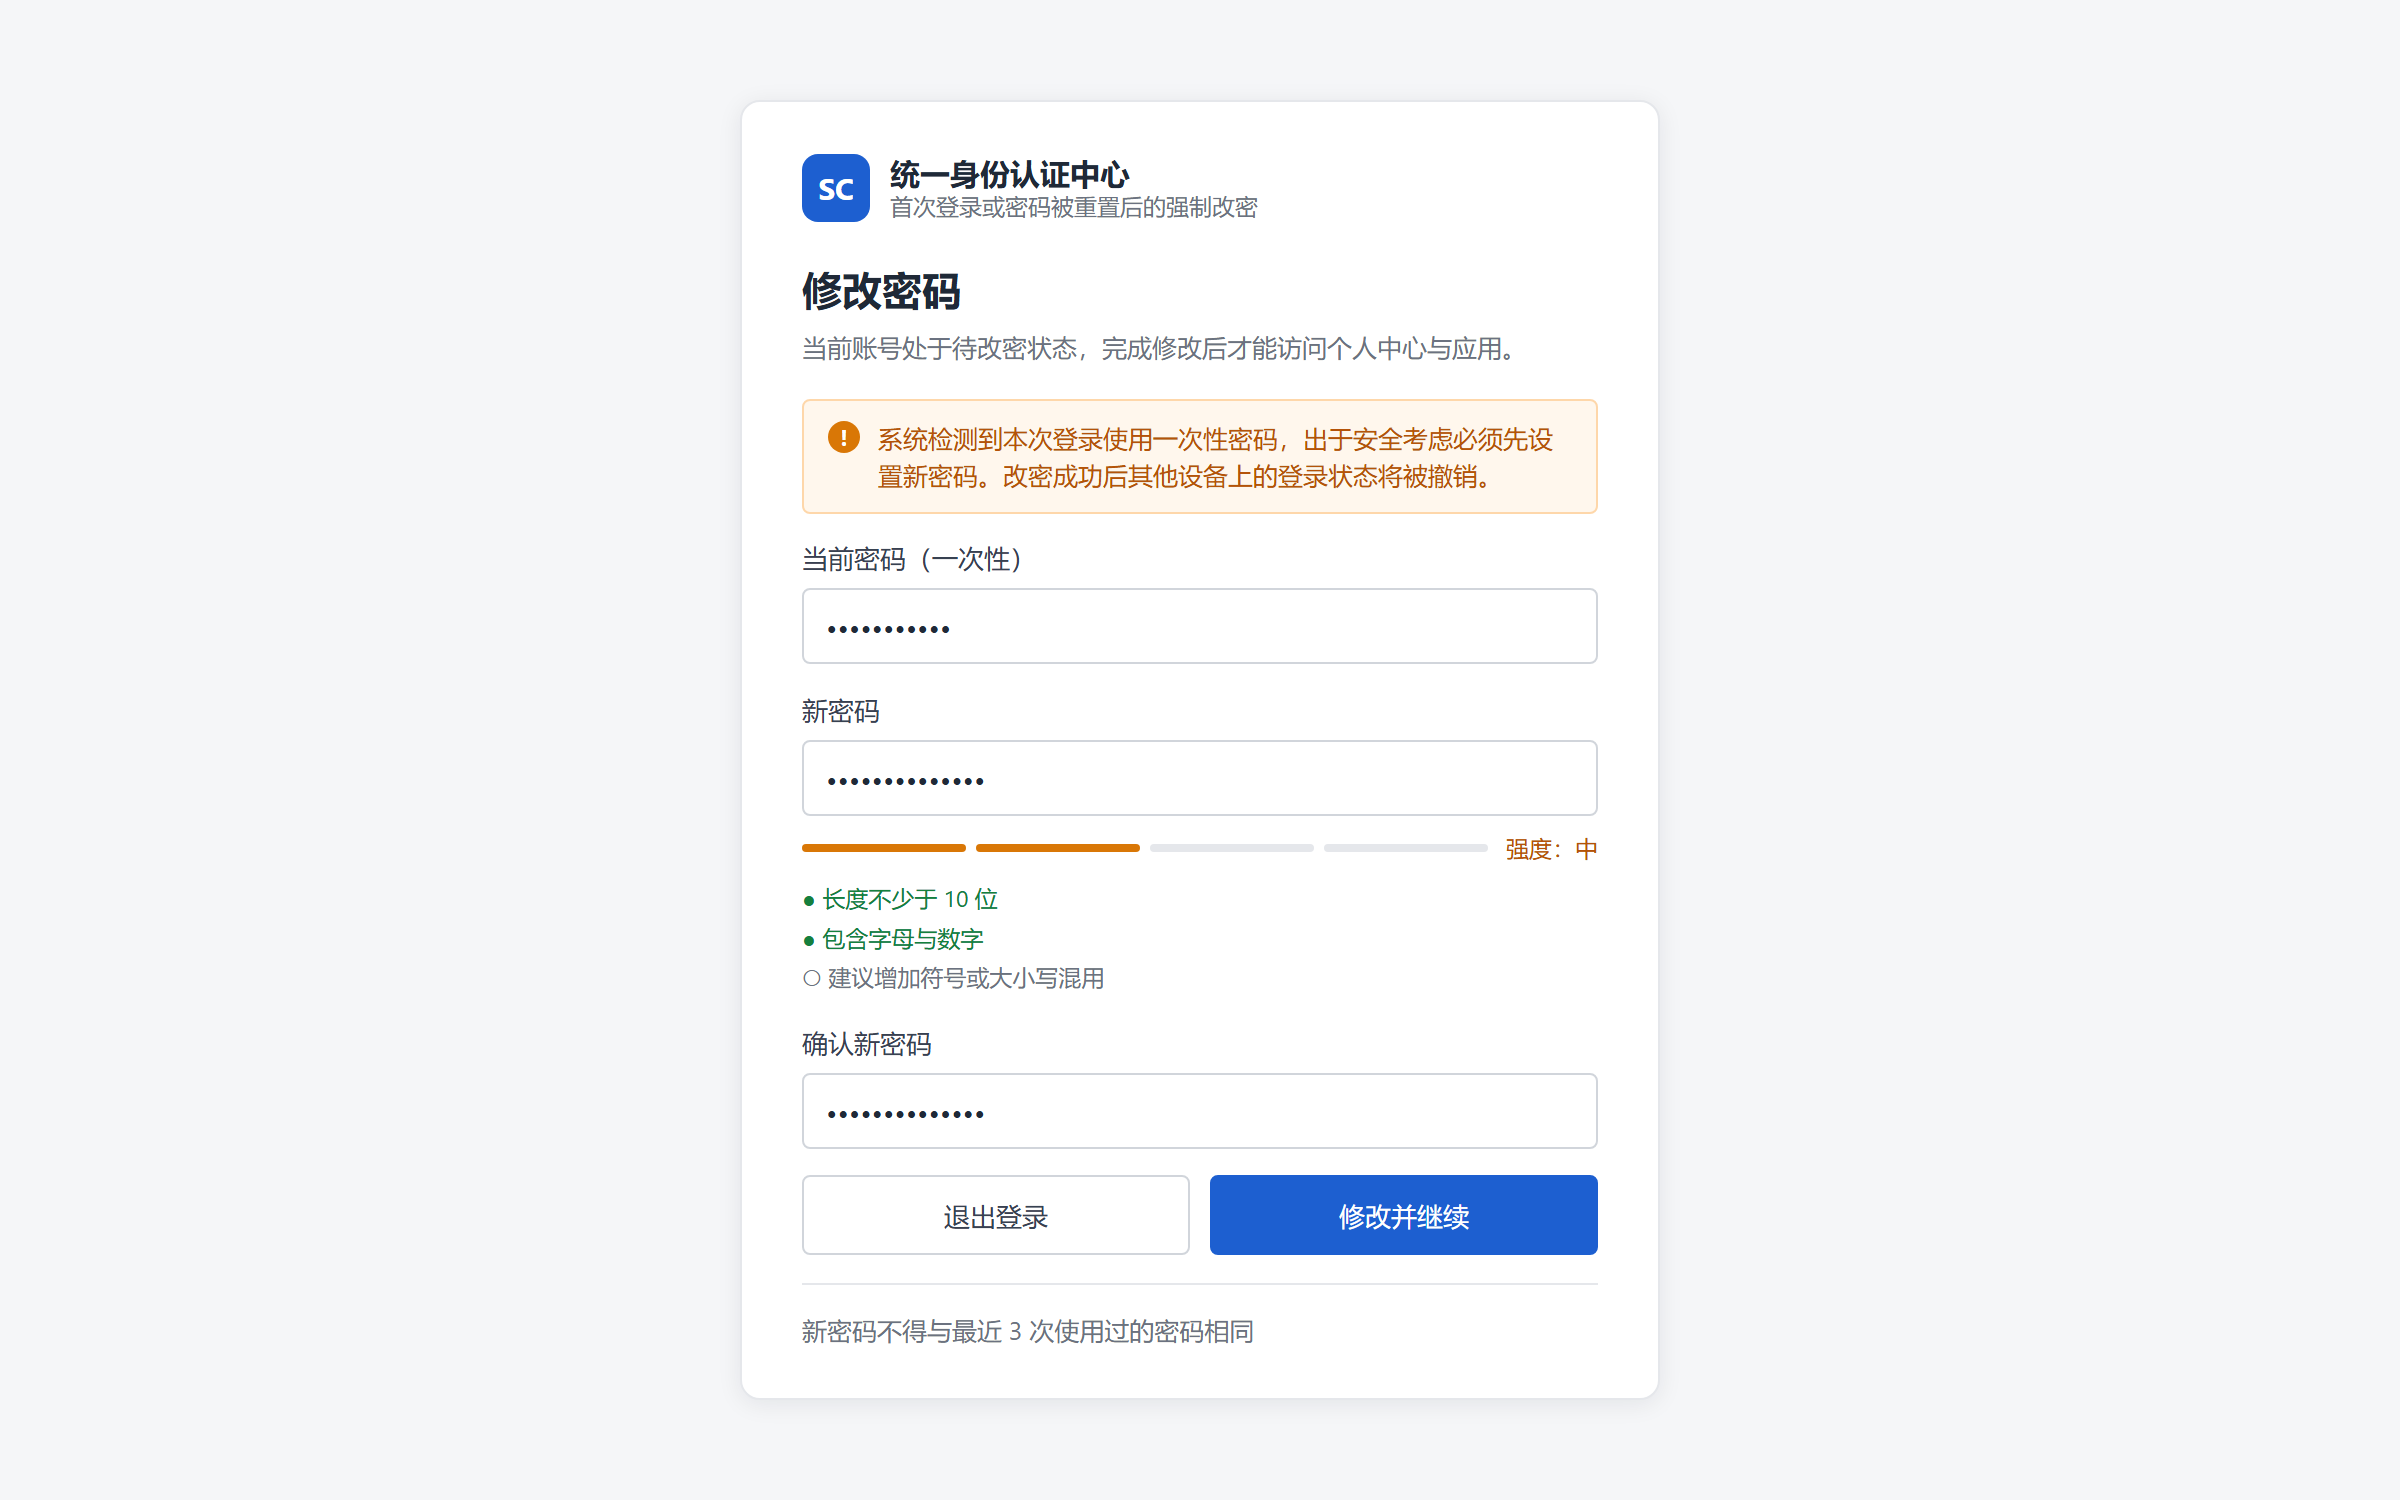 SC
统一身份认证中心
首次登录或密码被重置后的强制改密
修改密码
当前账号处于待改密状态，完成修改后才能访问个人中心与应用。
!
系统检测到本次登录使用一次性密码，出于安全考虑必须先设
置新密码。改密成功后其他设备上的登录状态将被撤销。
当前密码（一次性）
•••••••••••
新密码
••••••••••••••
强度：中
● 长度不少于 10 位
● 包含字母与数字
○ 建议增加符号或大小写混用
确认新密码
••••••••••••••
退出登录
修改并继续
新密码不得与最近 3 次使用过的密码相同